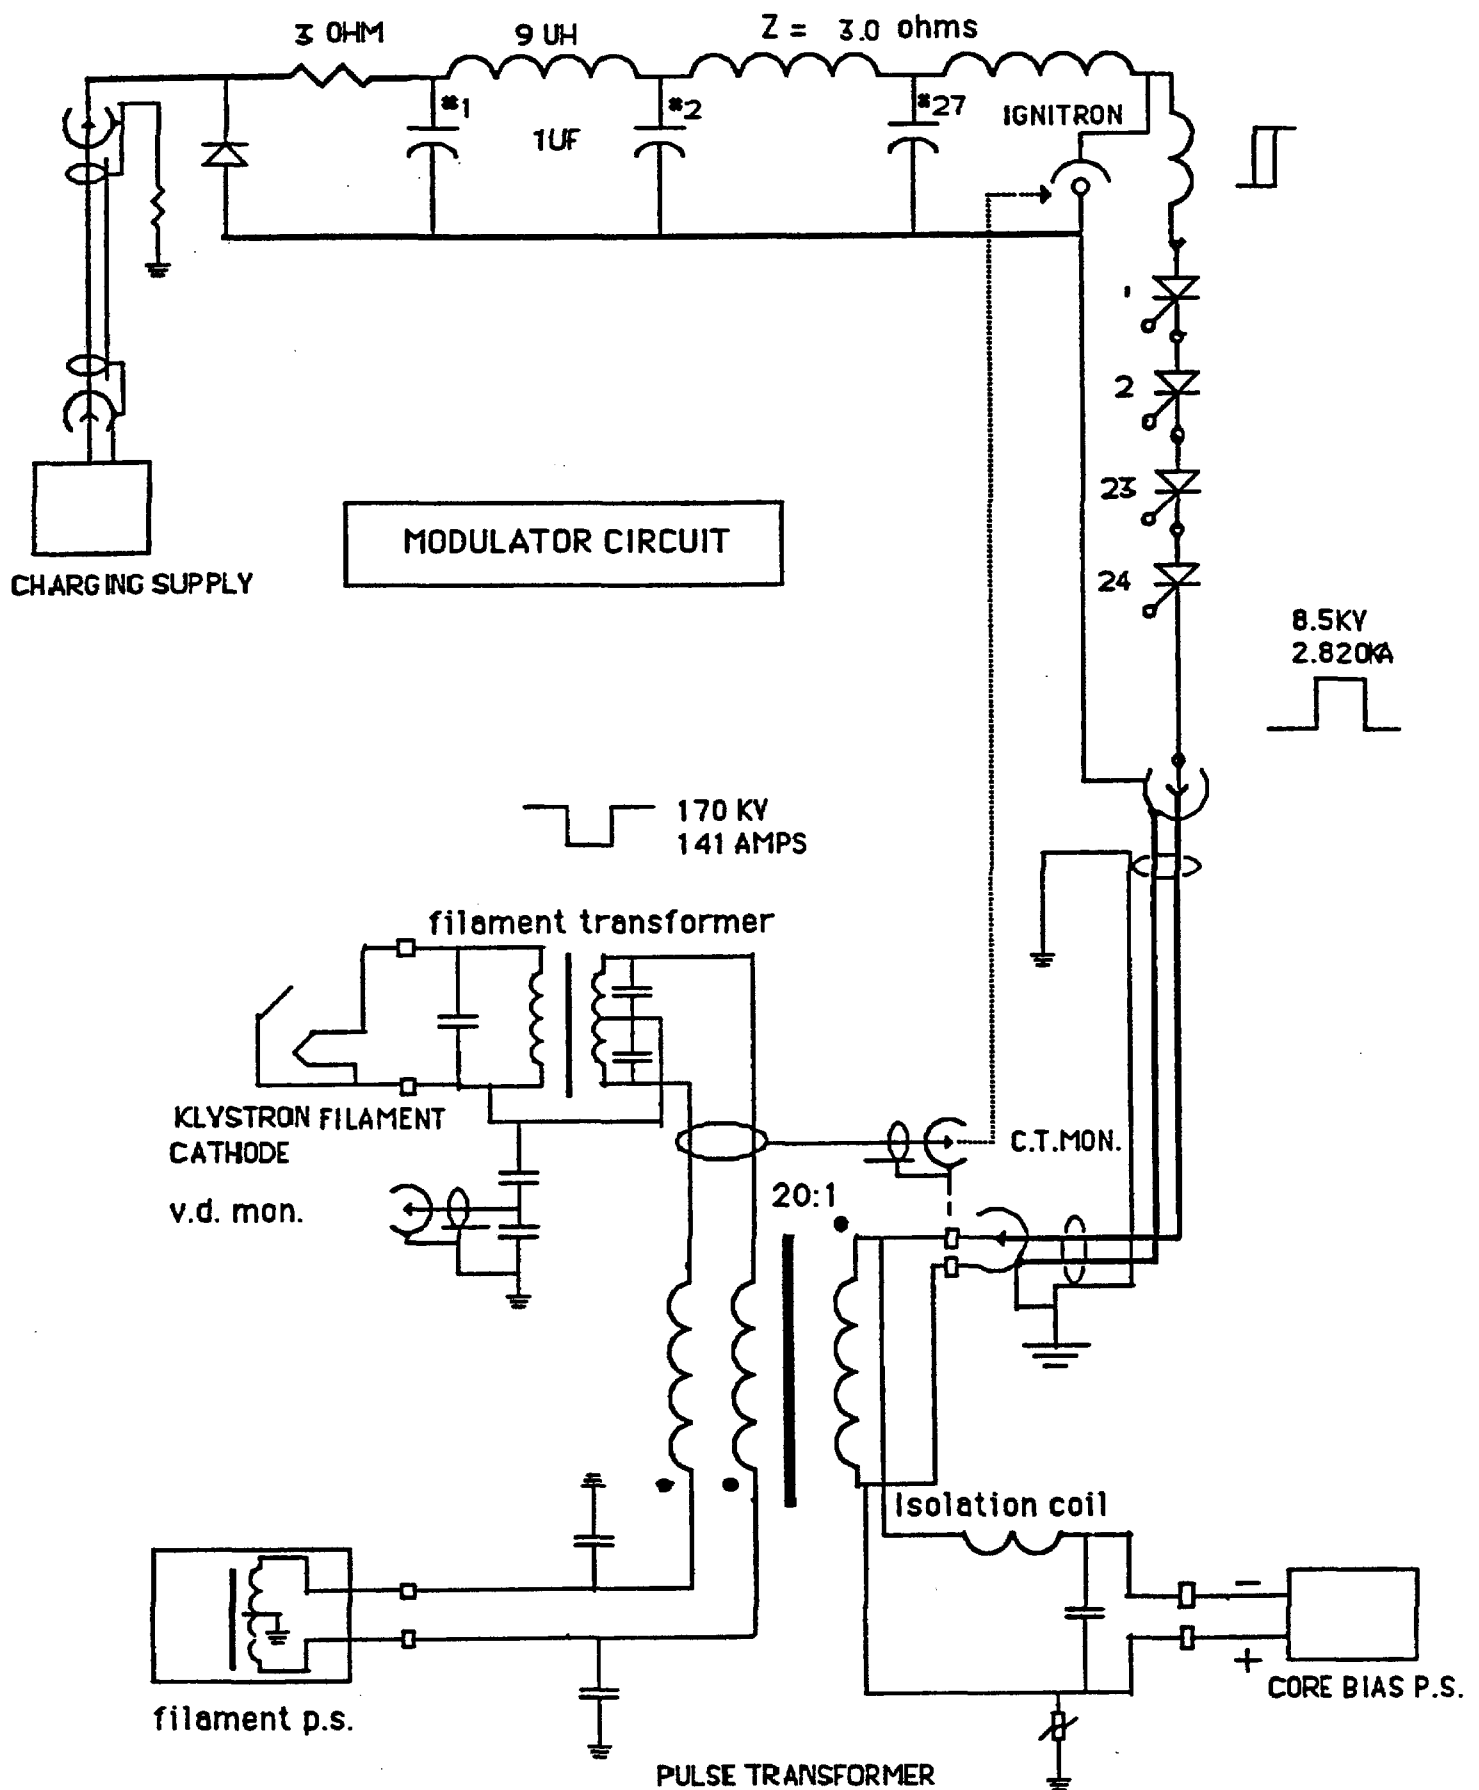 3 OHM
9 UH
Z = 3.0 ohms
#1
1UF
#2
#27
IGNITRON
1
2
23
24
CHARGING SUPPLY
MODULATOR CIRCUIT
8.5KV
2.820KA
170 KV
141 AMPS
filament transformer
KLYSTRON FILAMENT
CATHODE
v.d. mon.
C.T.MON.
20:1
Isolation coil
-
+
CORE BIAS P.S.
filament p.s.
PULSE TRANSFORMER